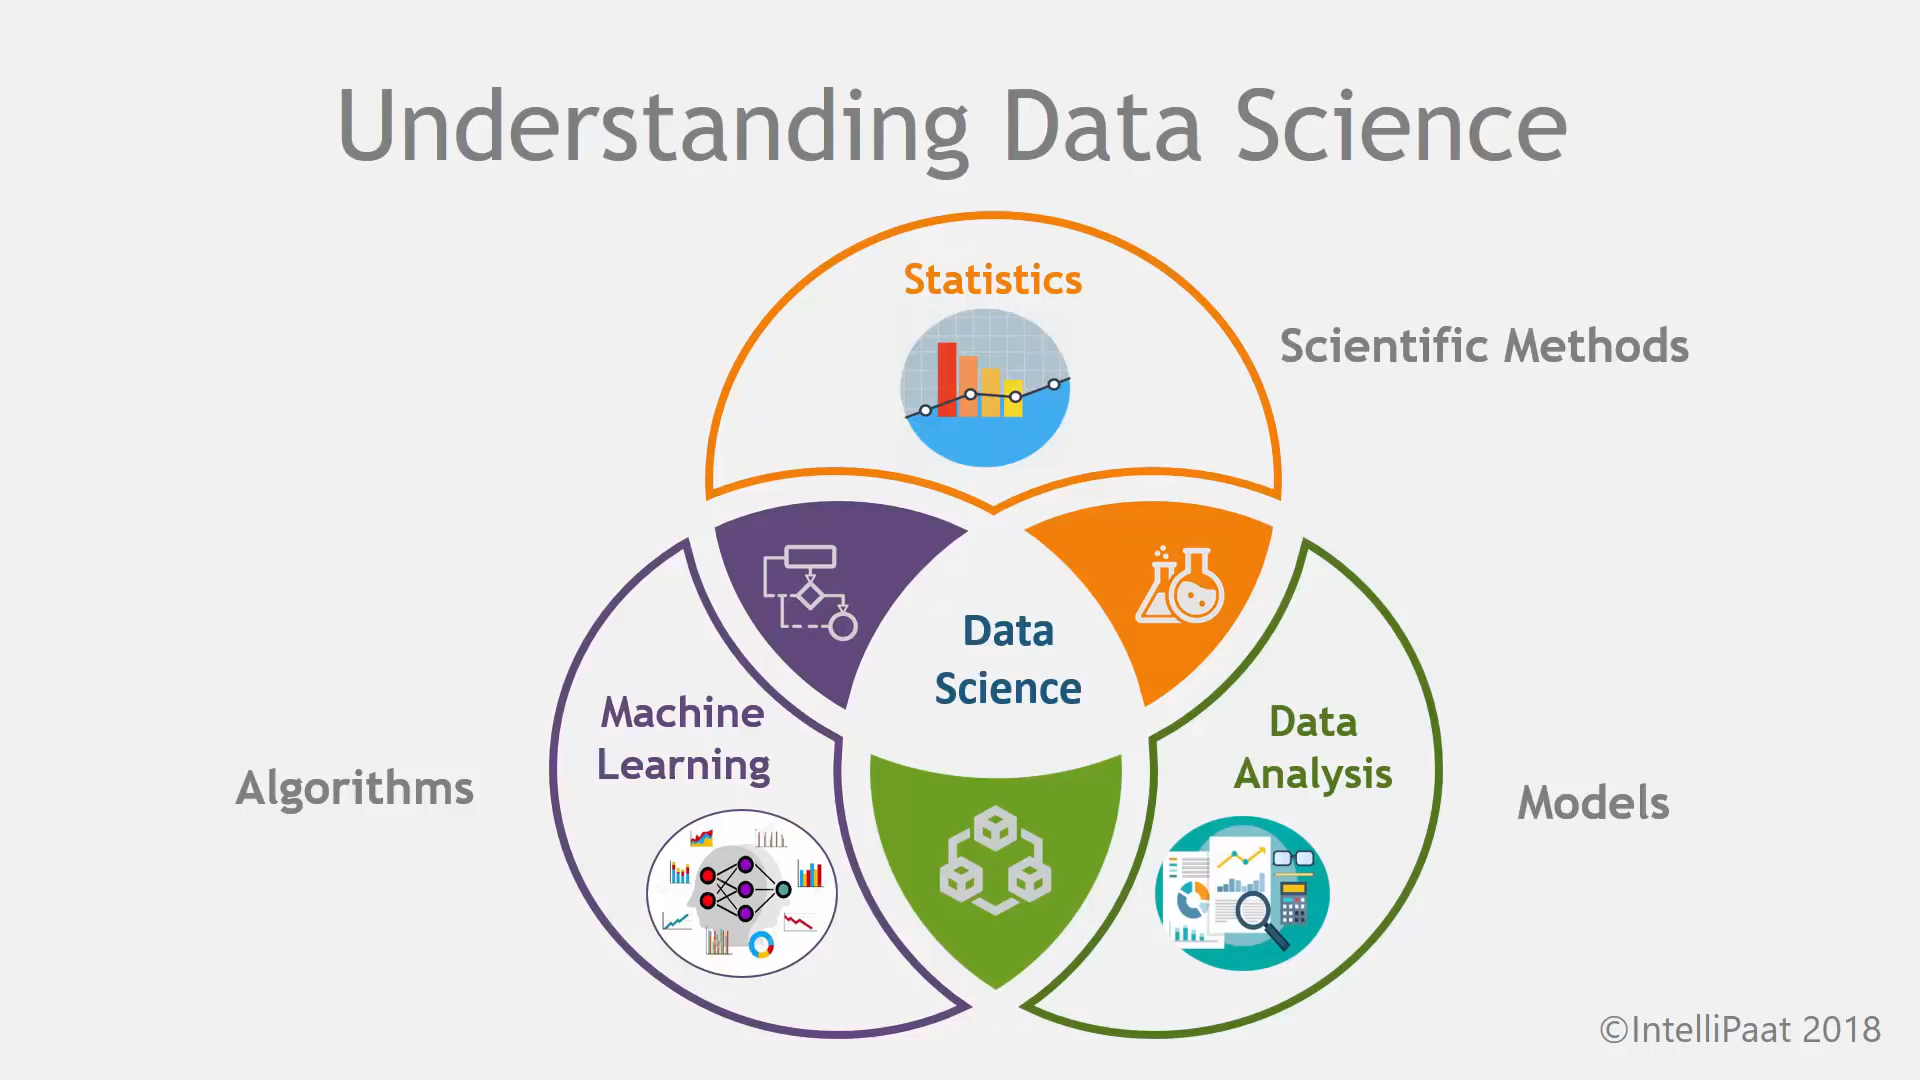 Understanding Data Science
Statistics
Scientific Methods
Data
Science
Machine
Learning
Data
Analysis
Algorithms
Models
©IntelliPaat 2018